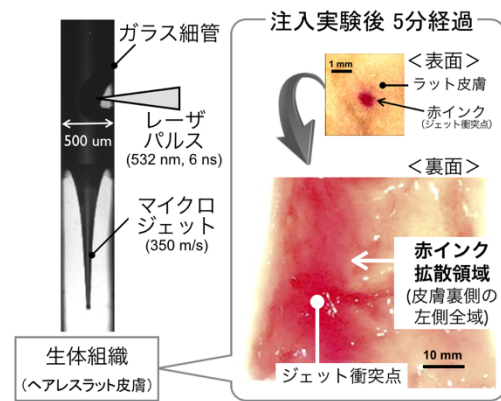 ガラス細管
レーザ
パルス
(532 nm, 6 ns)
500 um
マイクロ
ジェット
(350 m/s)
生体組織
(ヘアレスラット皮膚)
注入実験後 5分経過
<表面>
1 mm
ラット皮膚
赤インク
(ジェット衝突点)
<裏面>
赤インク
拡散領域
(皮膚裏側の
左側全域)
ジェット衝突点
10 mm